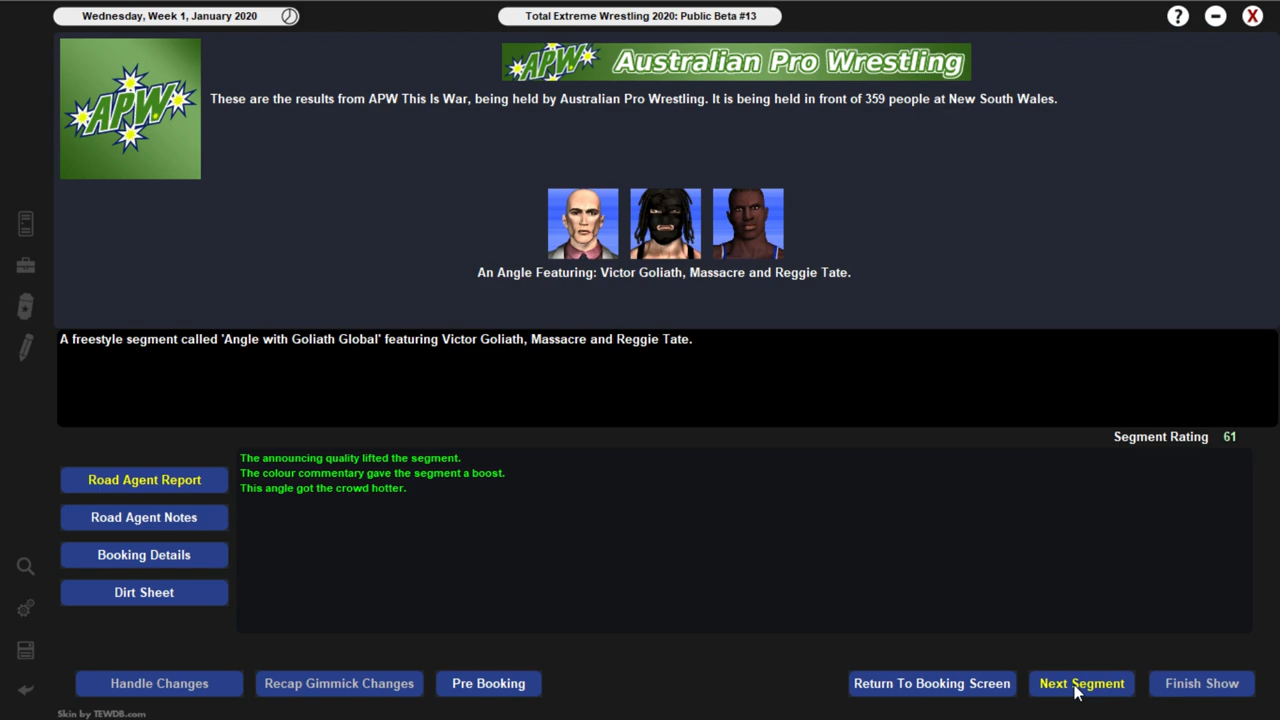 Wednesday, Week 1, January 2020
Total Extreme Wrestling 2020: Public Beta #13
?
X
APW
APW Australian Pro Wrestling
These are the results from APW This Is War, being held by Australian Pro Wrestling. It is being held in front of 359 people at New South Wales.
An Angle Featuring: Victor Goliath, Massacre and Reggie Tate.
A freestyle segment called 'Angle with Goliath Global' featuring Victor Goliath, Massacre and Reggie Tate.
Segment Rating 61
Road Agent Report
Road Agent Notes
Booking Details
Dirt Sheet
The announcing quality lifted the segment.
The colour commentary gave the segment a boost.
This angle got the crowd hotter.
Handle Changes
Recap Gimmick Changes
Pre Booking
Return To Booking Screen
Next Segment
Finish Show
Skin by TEWDB.com